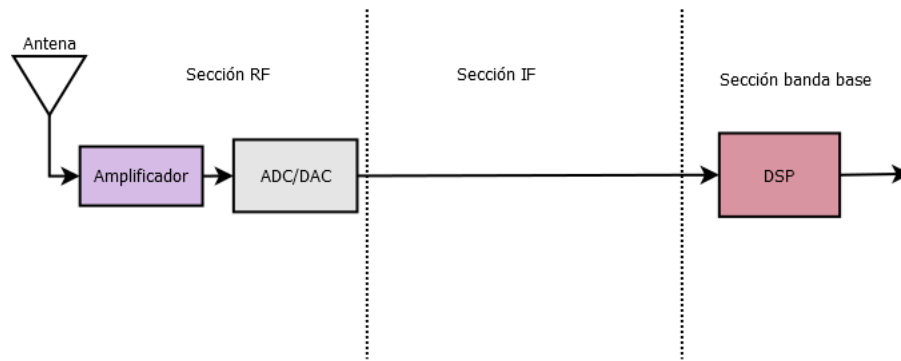 Antena
Sección RF
Sección IF
Sección banda base
Amplificador
ADC/DAC
DSP